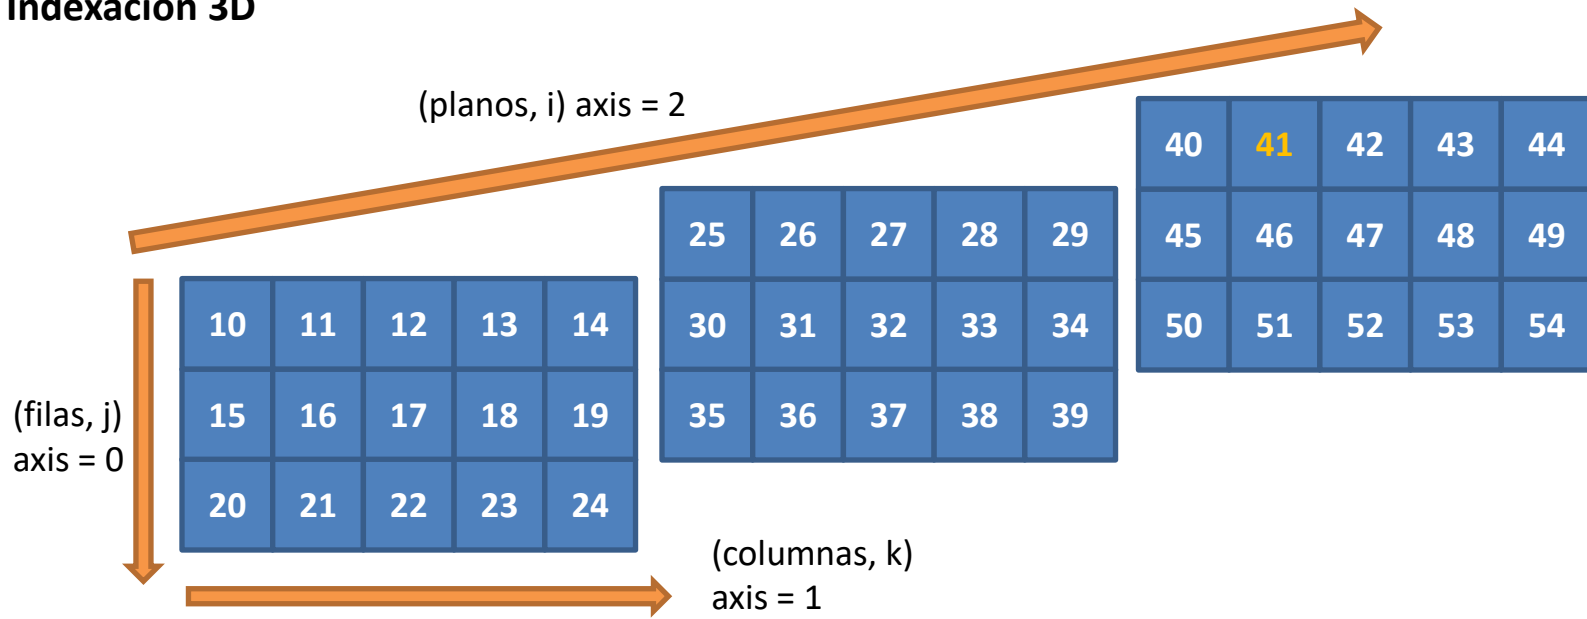 Indexación 3D
(planos, i) axis = 2
40 41 42 43 44
45 46 47 48 49
50 51 52 53 54
25 26 27 28 29
30 31 32 33 34
35 36 37 38 39
10 11 12 13 14
15 16 17 18 19
20 21 22 23 24
(filas, j)
axis = 0
(columnas, k)
axis = 1